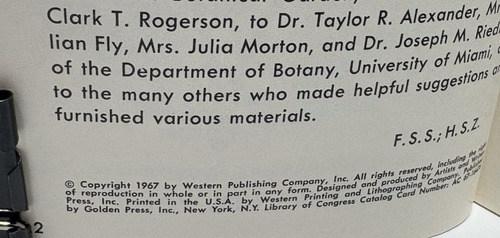 Clark T. Rogerson, to Dr. Taylor R. Alexander,
lian Fly, Mrs. Julia Morton, and Dr. Joseph M.
of the Department of Botany, University of Miami,
to the many others who made helpful suggestions
furnished various materials.
F.S.S.; H.S.Z.
© Copyright 1967 by Western Publishing Company, Inc. All rights reserved, including the
of reproduction in whole or in part in any form. Designed and produced by Artists and
Press, Inc. Printed in the U.S.A. by Western Printing and Lithographing Company.
by Golden Press, Inc., New York, N.Y. Library of Congress Catalog Card Number: AC
2